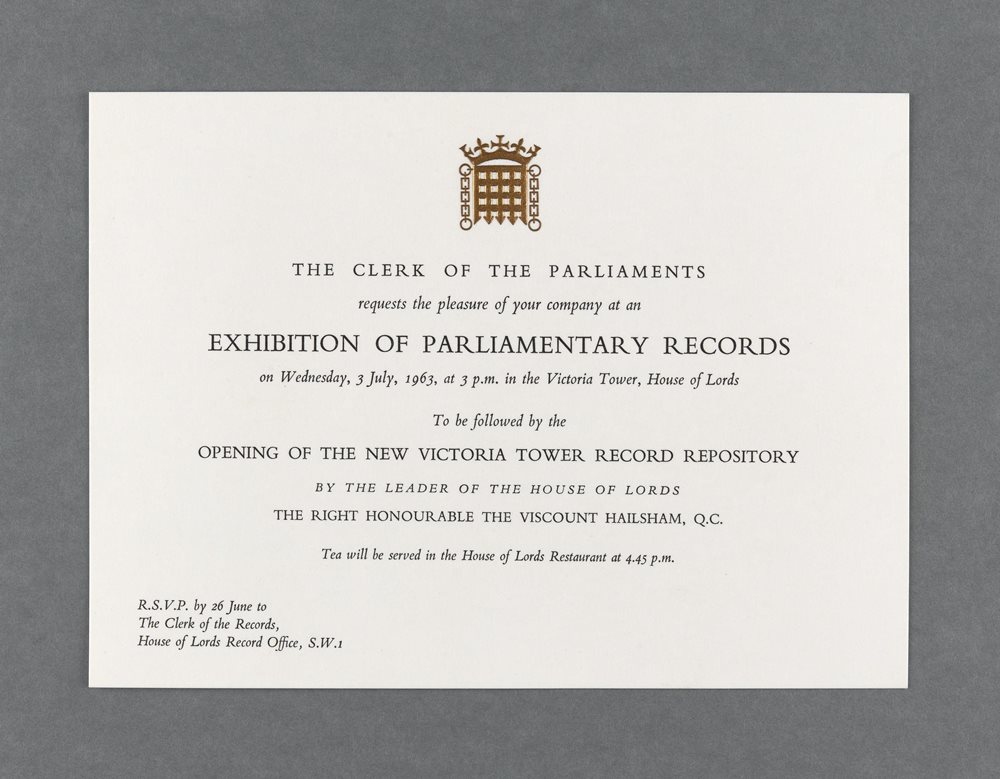 THE CLERK OF THE PARLIAMENTS
requests the pleasure of your company at an
EXHIBITION OF PARLIAMENTARY RECORDS
on Wednesday, 3 July, 1963, at 3 p.m. in the Victoria Tower, House of Lords
To be followed by the
OPENING OF THE NEW VICTORIA TOWER RECORD REPOSITORY
BY THE LEADER OF THE HOUSE OF LORDS
THE RIGHT HONOURABLE THE VISCOUNT HAILSHAM, Q.C.
Tea will be served in the House of Lords Restaurant at 4.45 p.m.
R.S.V.P. by 26 June to
The Clerk of the Records,
House of Lords Record Office, S.W.1